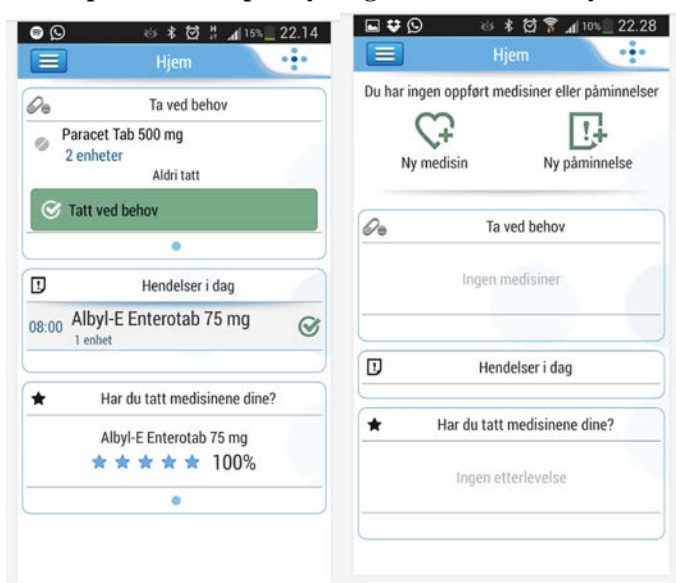 15% 22.14
Hjem
Ta ved behov
Paracet Tab 500 mg
2 enheter
Aldri tatt
Tatt ved behov
Hendelser i dag
08:00 Albyl-E Enterotab 75 mg
1 enhet
Har du tatt medisinene dine?
Albyl-E Enterotab 75 mg
100%
10% 22.28
Hjem
Du har ingen oppført medisiner eller påminnelser
Ny medisin Ny påminnelse
Ta ved behov
Ingen medisiner
Hendelser i dag
Har du tatt medisinene dine?
Ingen etterlevelse